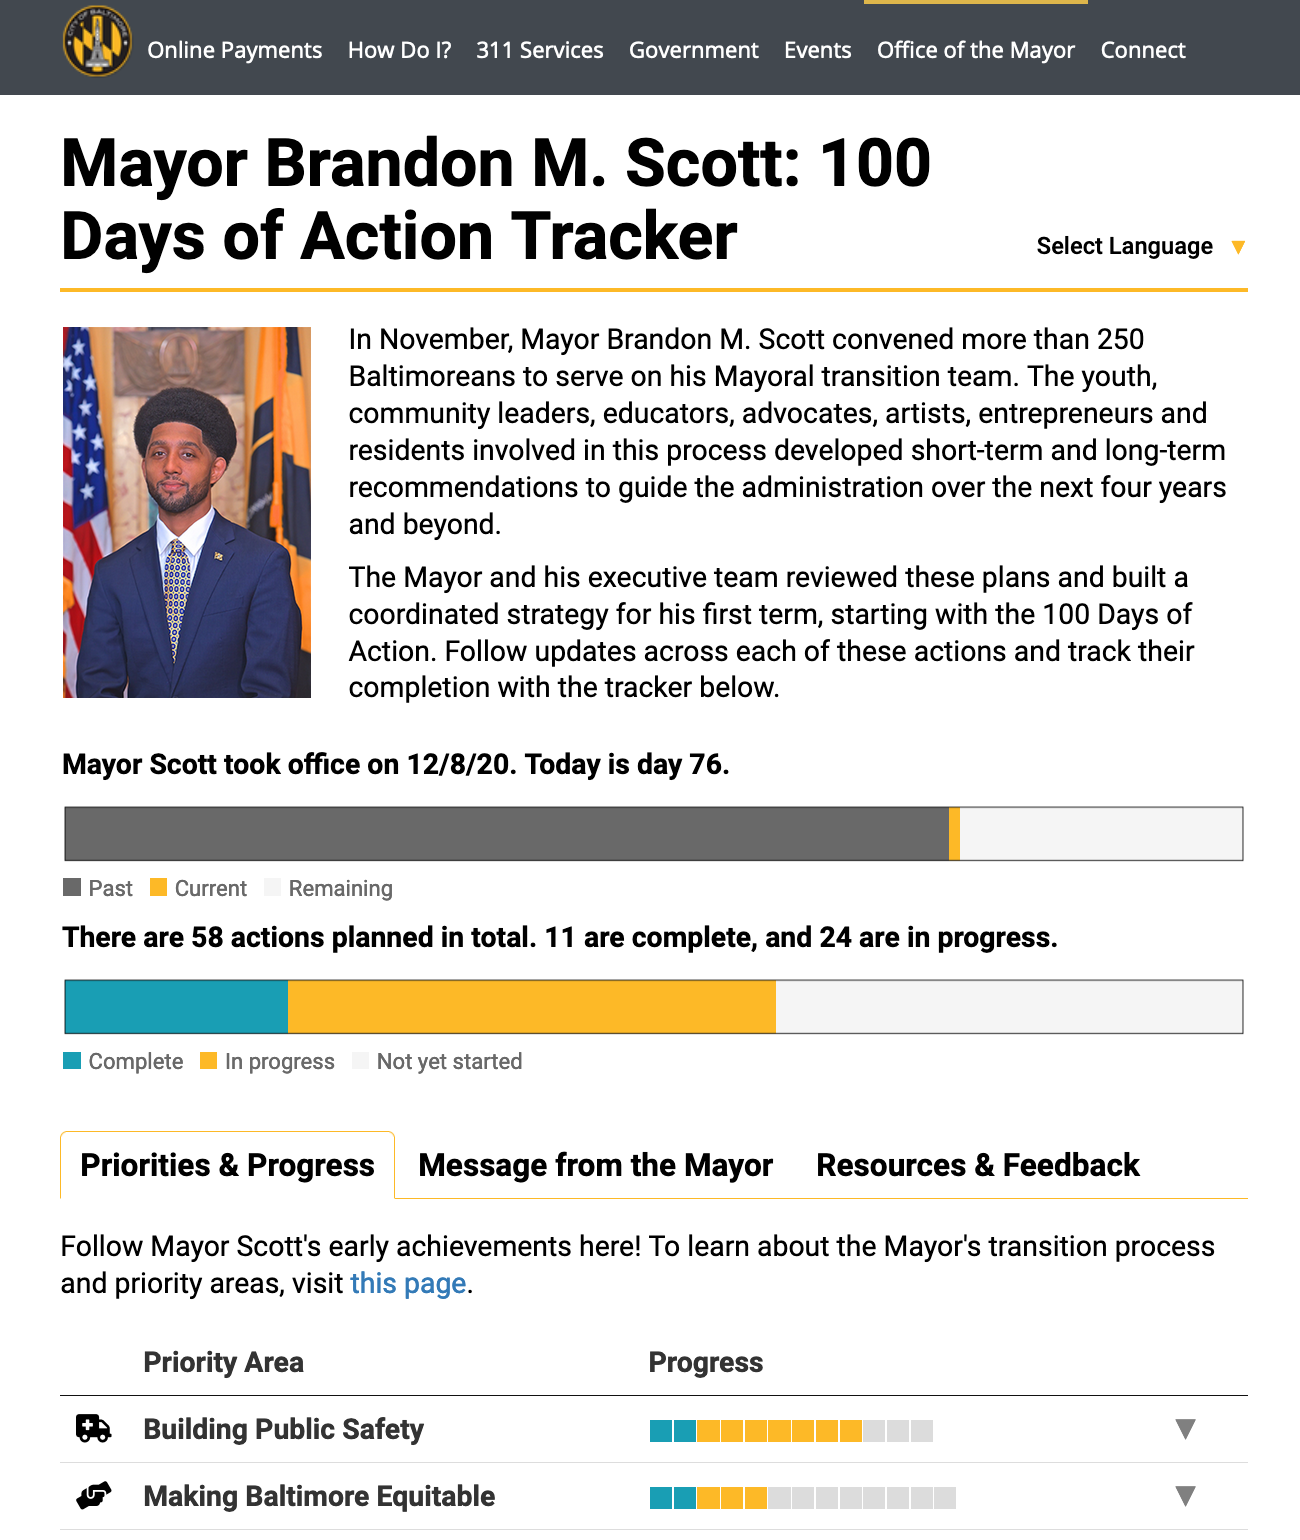 CITY OF BALTIMORE
Online Payments How Do I? 311 Services Government Events Office of the Mayor Connect
Mayor Brandon M. Scott: 100
Days of Action Tracker
Select Language ▼
In November, Mayor Brandon M. Scott convened more than 250
Baltimoreans to serve on his Mayoral transition team. The youth,
community leaders, educators, advocates, artists, entrepreneurs and
residents involved in this process developed short-term and long-term
recommendations to guide the administration over the next four years
and beyond.
The Mayor and his executive team reviewed these plans and built a
coordinated strategy for his first term, starting with the 100 Days of
Action. Follow updates across each of these actions and track their
completion with the tracker below.
Mayor Scott took office on 12/8/20. Today is day 76.
Past Current Remaining
There are 58 actions planned in total. 11 are complete, and 24 are in progress.
Complete In progress Not yet started
Priorities & Progress Message from the Mayor Resources & Feedback
Follow Mayor Scott's early achievements here! To learn about the Mayor's transition process
and priority areas, visit this page.
Priority Area Progress
Building Public Safety ▼
Making Baltimore Equitable ▼